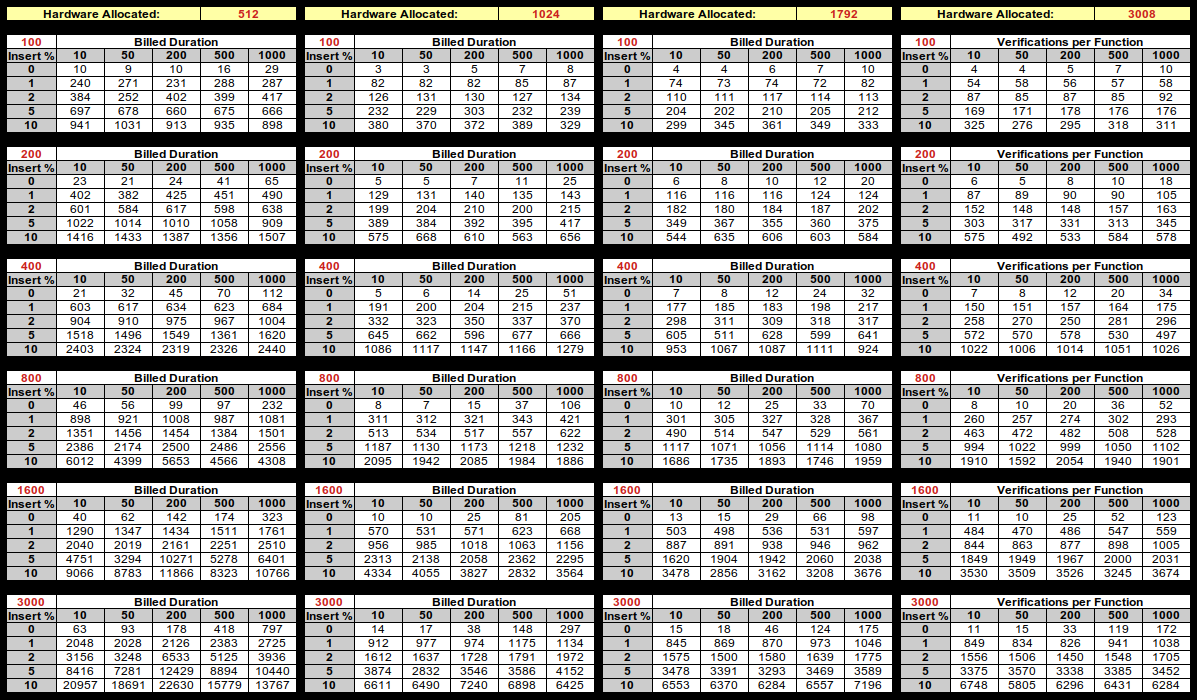 Hardware Allocated: 512 Hardware Allocated: 1024 Hardware Allocated: 1792 Hardware Allocated: 3008
100 Billed Duration 100 Billed Duration 100 Billed Duration 100 Verifications per Function
Insert % 10 50 200 500 1000 Insert % 10 50 200 500 1000 Insert % 10 50 200 500 1000 Insert % 10 50 200 500 1000
0 10 9 10 16 29 0 3 3 5 7 8 0 4 4 6 7 10 0 4 4 5 7 10
1 240 271 231 288 287 1 82 82 82 85 87 1 74 73 74 72 82 1 54 58 56 57 58
2 384 252 402 399 417 2 126 131 130 127 134 2 110 111 117 114 113 2 87 85 87 85 92
5 697 678 660 675 666 5 232 229 303 232 239 5 204 202 210 205 212 5 169 171 178 176 176
10 941 1031 913 935 898 10 380 370 372 389 329 10 299 345 361 349 333 10 325 276 295 318 311
200 Billed Duration 200 Billed Duration 200 Billed Duration 200 Verifications per Function
Insert % 10 50 200 500 1000 Insert % 10 50 200 500 1000 Insert % 10 50 200 500 1000 Insert % 10 50 200 500 1000
0 23 21 24 41 65 0 5 5 7 11 25 0 6 8 10 12 20 0 6 5 8 10 18
1 402 382 425 451 490 1 129 131 140 135 143 1 116 116 116 124 124 1 87 89 90 90 105
2 601 584 617 598 638 2 199 204 210 200 215 2 182 180 184 187 202 2 152 148 148 157 163
5 1022 1014 1010 1058 909 5 389 384 392 395 417 5 349 367 355 360 375 5 303 317 331 313 345
10 1416 1433 1387 1356 1507 10 575 668 610 563 656 10 544 635 606 603 584 10 575 492 533 584 578
400 Billed Duration 400 Billed Duration 400 Billed Duration 400 Verifications per Function
Insert % 10 50 200 500 1000 Insert % 10 50 200 500 1000 Insert % 10 50 200 500 1000 Insert % 10 50 200 500 1000
0 21 32 45 70 112 0 5 6 14 25 51 0 7 8 12 24 32 0 7 8 12 20 34
1 603 617 634 623 684 1 191 200 204 215 237 1 177 185 183 198 217 1 150 151 157 164 175
2 904 910 975 967 1004 2 332 323 350 337 370 2 298 311 309 318 317 2 258 270 250 281 296
5 1518 1496 1549 1361 1620 5 645 662 596 677 666 5 605 511 628 599 641 5 572 570 578 530 497
10 2403 2324 2319 2326 2440 10 1086 1117 1147 1166 1279 10 953 1067 1087 1111 924 10 1022 1006 1014 1051 1026
800 Billed Duration 800 Billed Duration 800 Billed Duration 800 Verifications per Function
Insert % 10 50 200 500 1000 Insert % 10 50 200 500 1000 Insert % 10 50 200 500 1000 Insert % 10 50 200 500 1000
0 46 56 99 97 232 0 8 7 15 37 106 0 10 12 25 33 70 0 8 10 20 36 52
1 898 921 1008 987 1081 1 311 312 321 343 421 1 301 305 327 328 367 1 260 257 274 302 293
2 1351 1456 1454 1384 1501 2 513 534 517 557 622 2 490 514 547 529 561 2 463 472 482 508 528
5 2386 2174 2500 2486 2556 5 1187 1130 1173 1218 1232 5 1117 1071 1056 1114 1080 5 994 1022 999 1050 1102
10 6012 4399 5653 4566 4308 10 2095 1942 2085 1984 1886 10 1686 1735 1893 1746 1959 10 1910 1592 2054 1940 1901
1600 Billed Duration 1600 Billed Duration 1600 Billed Duration 1600 Verifications per Function
Insert % 10 50 200 500 1000 Insert % 10 50 200 500 1000 Insert % 10 50 200 500 1000 Insert % 10 50 200 500 1000
0 40 62 142 174 323 0 10 10 25 81 205 0 13 15 29 66 98 0 11 10 25 52 123
1 1290 1347 1434 1511 1761 1 570 531 571 623 668 1 503 498 536 531 597 1 484 470 486 547 559
2 2040 2019 2161 2251 2510 2 956 985 1018 1063 1156 2 887 891 938 946 962 2 844 863 877 898 1005
5 4751 3294 10271 5278 6401 5 2313 2138 2058 2362 2295 5 1620 1904 1942 2060 2038 5 1849 1949 1967 2000 2031
10 9066 8783 11866 8323 10766 10 4334 4055 3827 2832 3564 10 3478 2856 3162 3208 3676 10 3530 3509 3526 3245 3674
3000 Billed Duration 3000 Billed Duration 3000 Billed Duration 3000 Verifications per Function
Insert % 10 50 200 500 1000 Insert % 10 50 200 500 1000 Insert % 10 50 200 500 1000 Insert % 10 50 200 500 1000
0 63 93 178 418 797 0 14 17 38 148 297 0 15 18 46 124 175 0 11 15 33 119 172
1 2048 2028 2126 2383 2725 1 912 977 974 1175 1134 1 845 869 870 973 1046 1 849 834 826 941 1038
2 3156 3248 6533 5125 3936 2 1612 1637 1728 1791 1972 2 1575 1500 1580 1639 1775 2 1556 1506 1450 1548 1705
5 8416 7281 12429 8894 10440 5 3874 2832 3546 3586 4152 5 3478 3391 3293 3469 3589 5 3375 3570 3338 3385 3452
10 20957 18691 22630 15779 13767 10 6611 6490 7240 6898 6425 10 6553 6370 6284 6557 7196 10 6748 5805 6296 6431 6284